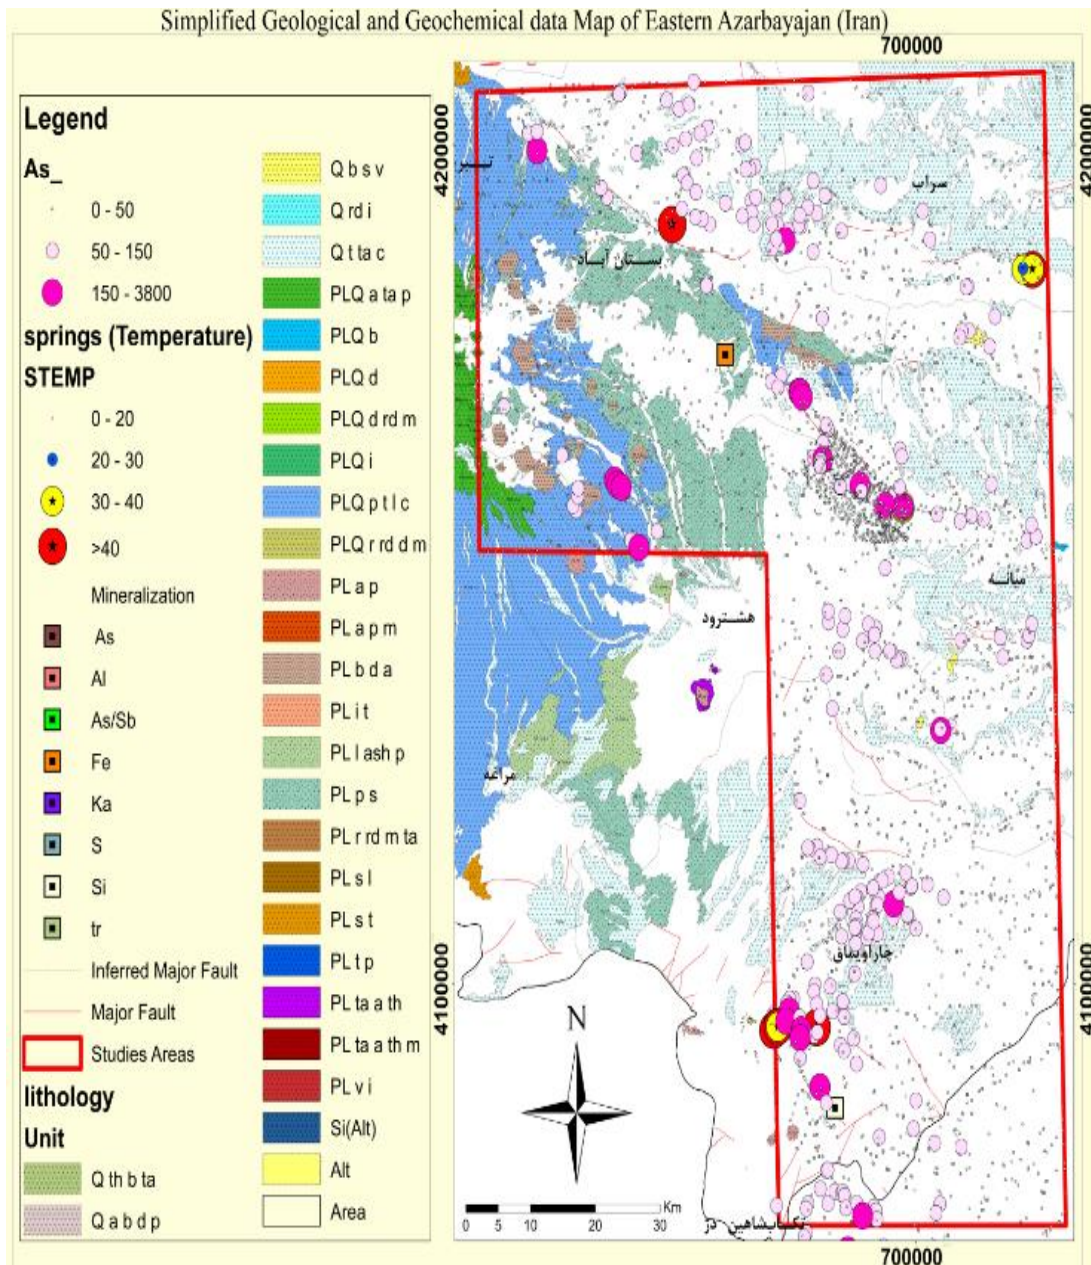 Simplified Geological and Geochemical data Map of Eastern Azarbayajan (Iran)
700000
Legend
As_
0 - 50
50 - 150
150 - 3800
springs (Temperature)
STEMP
0 - 20
20 - 30
30 - 40
>40
Mineralization
As
Al
As/Sb
Fe
Ka
S
Si
tr
Inferred Major Fault
Major Fault
Studies Areas
lithology
Unit
Q th b ta
Q a b d p
Q b s v
Q rd i
Q t ta c
PLQ a ta p
PLQ b
PLQ d
PLQ d rd m
PLQ i
PLQ p t l c
PLQ r rd d m
PL a p
PL a p m
PL b d a
PL i t
PL l ash p
PL p s
PL r rd m ta
PL s l
PL s t
PL t p
PL ta a th
PL ta a th m
PL v i
Si(Alt)
Alt
Area
4200000
4200000
سراب
بستان آباد
میانه
هشترود
مراغه
چاراویماق
4100000
4100000
N
Km
0 5 10 20 30
700000